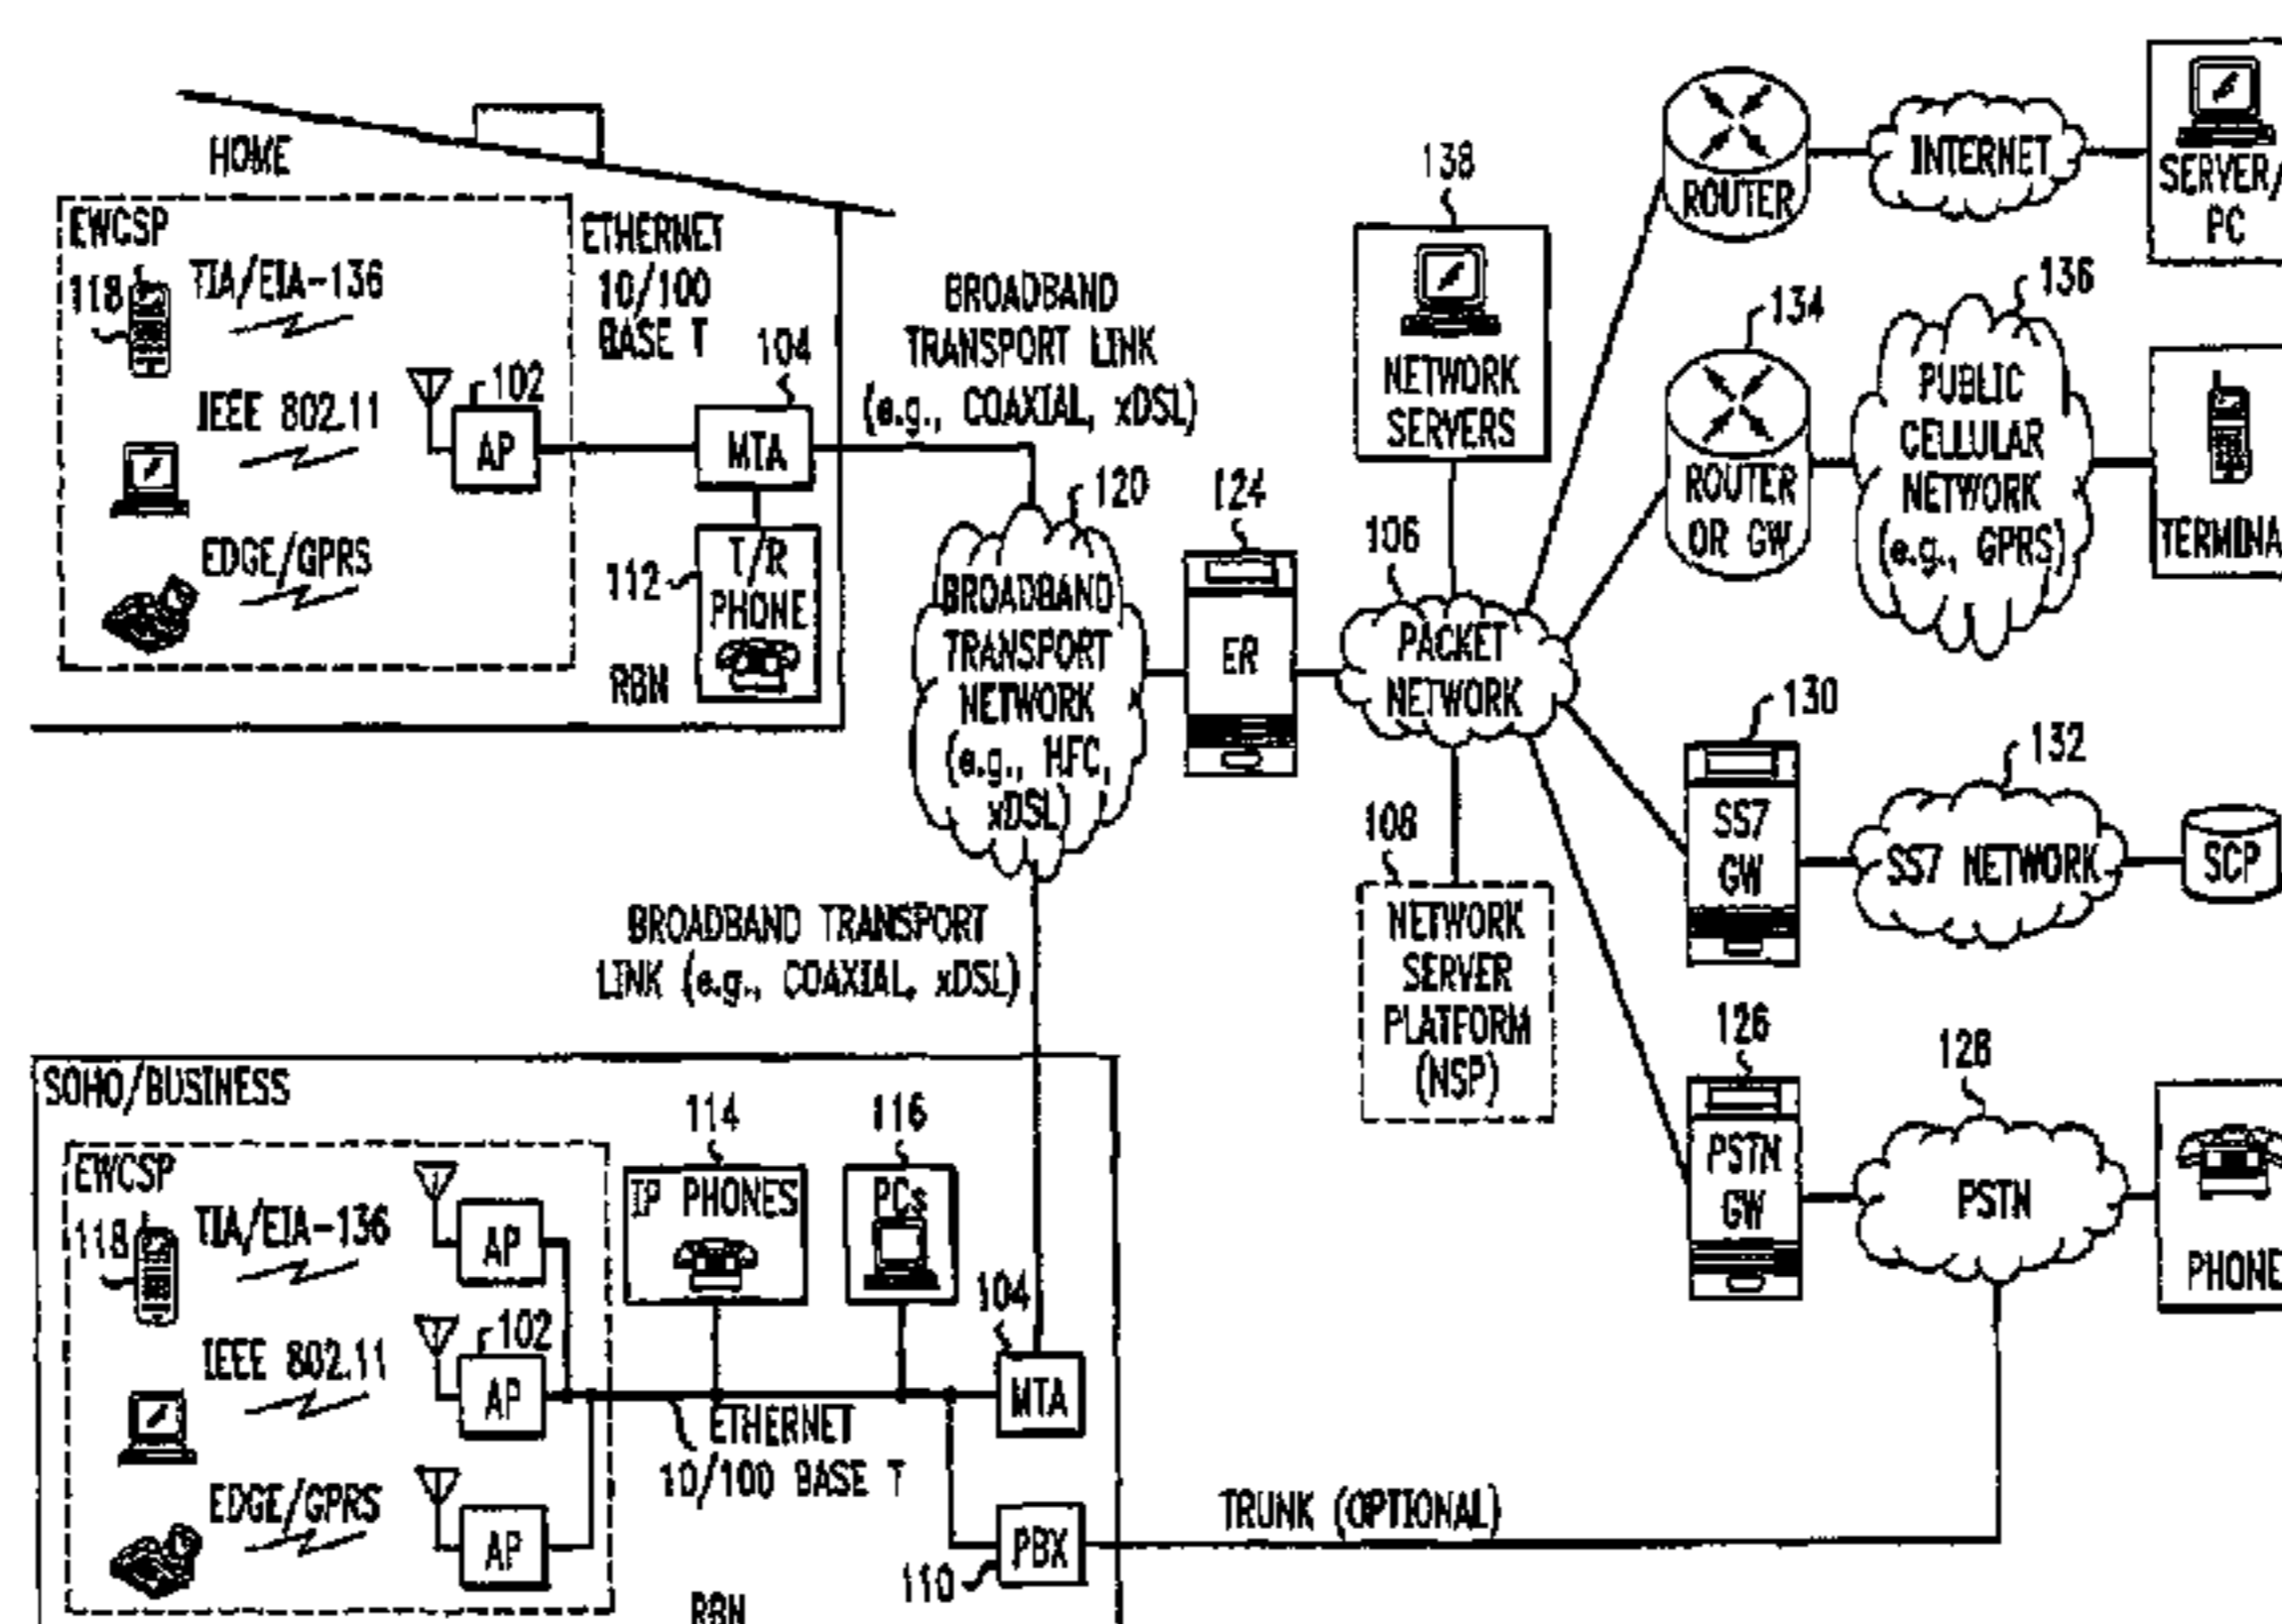 HOME
EWCSP
118
TIA/EIA-136
IEEE 802.11
EDGE/GPRS
102
AP
ETHERNET
10/100
BASE T
104
MTA
112
T/R
PHONE
RBN
BROADBAND
TRANSPORT LINK
(e.g., COAXIAL, xDSL)
120
BROADBAND
TRANSPORT
NETWORK
(e.g., HFC,
xDSL)
124
ER
138
NETWORK
SERVERS
106
PACKET
NETWORK
108
NETWORK
SERVER
PLATFORM
(NSP)
ROUTER
INTERNET
SERVER/
PC
134
ROUTER
OR GW
136
PUBLIC
CELLULAR
NETWORK
(e.g., GPRS)
TERMINA
130
SS7
GW
132
SS7 NETWORK
SCP
126
PSTN
GW
128
PSTN
PHONE
BROADBAND TRANSPORT
LINK (e.g., COAXIAL, xDSL)
SOHO/BUSINESS
EWCSP
118
TIA/EIA-136
IEEE 802.11
EDGE/GPRS
AP
102
AP
AP
114
IP PHONES
116
PCs
104
MTA
ETHERNET
10/100 BASE T
PBX
110
TRUNK (OPTIONAL)
RBN